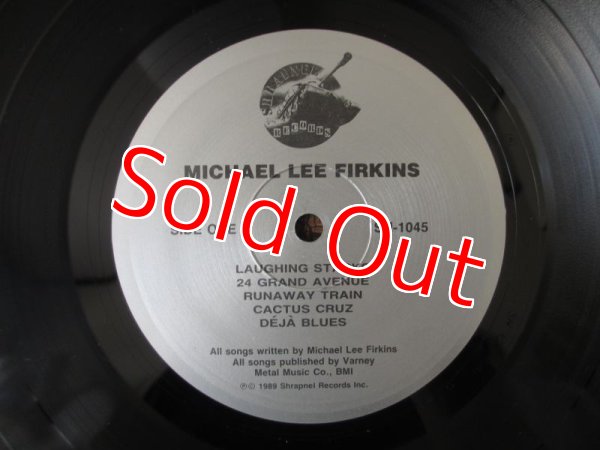 SHRAPNEL
RECORDS
MICHAEL LEE FIRKINS
Sold Out
SIDE ONE
-1045
LAUGHING
24 GRAND AVENUE
RUNAWAY TRAIN
CACTUS CRUZ
DÉJÀ BLUES
All songs written by Michael Lee Firkins
All songs published by Varney
Metal Music Co., BMI
℗© 1989 Shrapnel Records Inc.